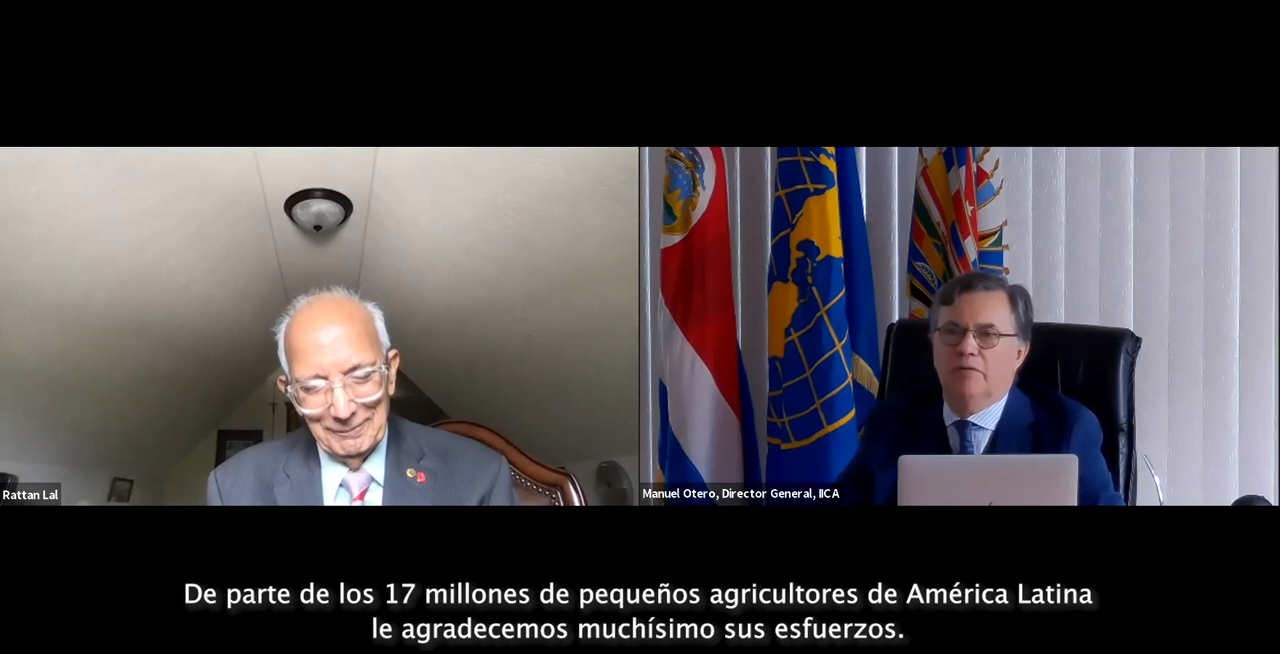 Rattan Lal
Manuel Otero, Director General, IICA
De parte de los 17 millones de pequeños agricultores de América Latina
le agradecemos muchísimo sus esfuerzos.